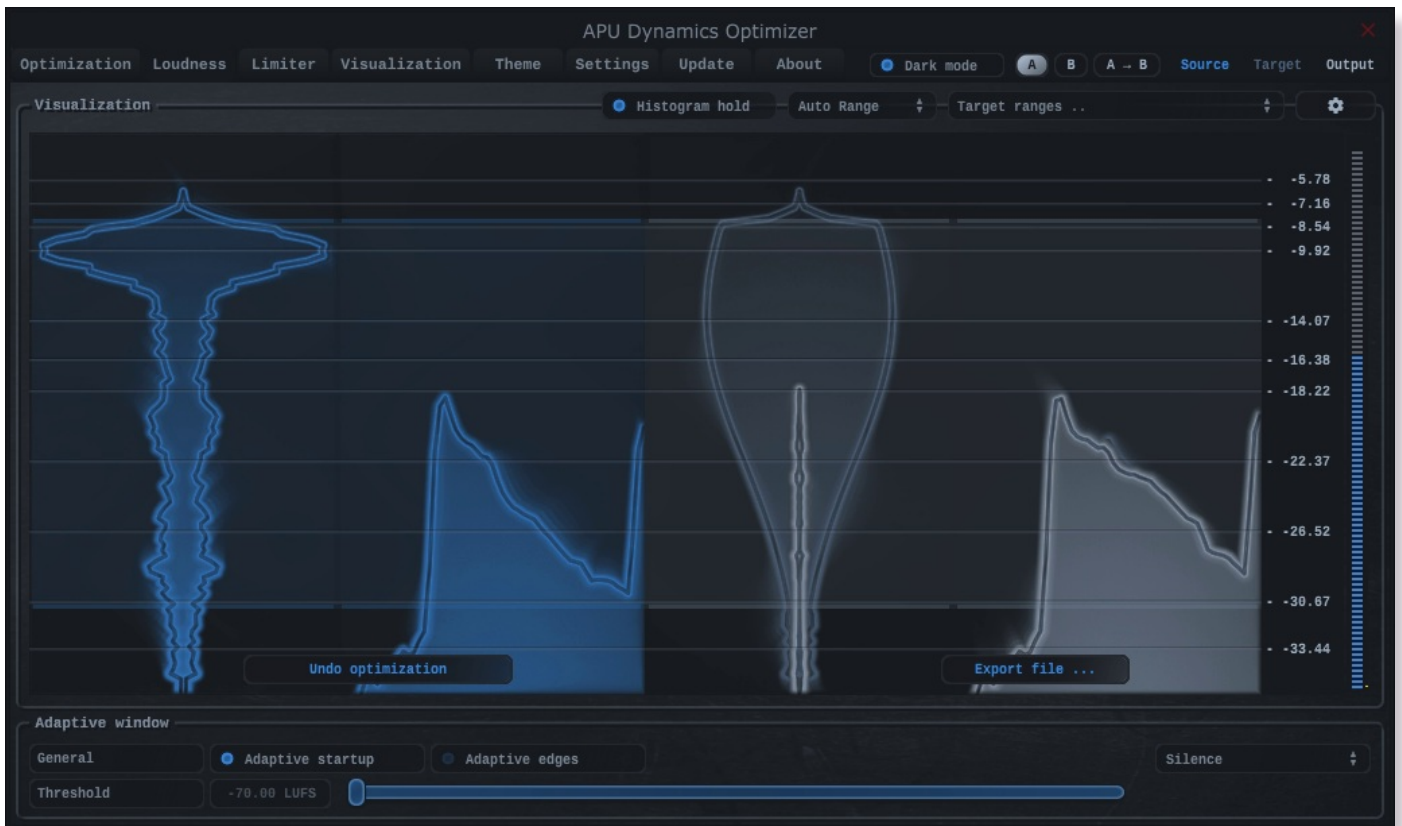 APU Dynamics Optimizer
Optimization Loudness Limiter Visualization Theme Settings Update About Dark mode A B A → B Source Target Output
Visualization Histogram hold Auto Range Target ranges ..
- -5.78
- -7.16
- -8.54
- -9.92
- -14.07
- -16.38
- -18.22
- -22.37
- -26.52
- -30.67
- -33.44
Undo optimization Export file ...
Adaptive window
General Adaptive startup Adaptive edges Silence
Threshold -70.00 LUFS